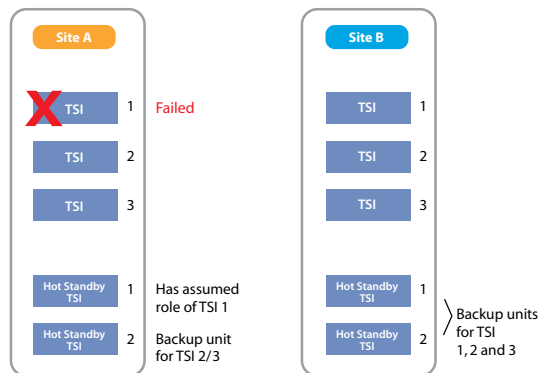 Site A
TSI 1 Failed
TSI 2
TSI 3
Hot Standby
TSI
1
Has assumed
role of TSI 1
Hot Standby
TSI
2
Backup unit
for TSI 2/3
Site B
TSI 1
TSI 2
TSI 3
Hot Standby
TSI
1
Hot Standby
TSI
2
Backup units
for TSI
1, 2 and 3